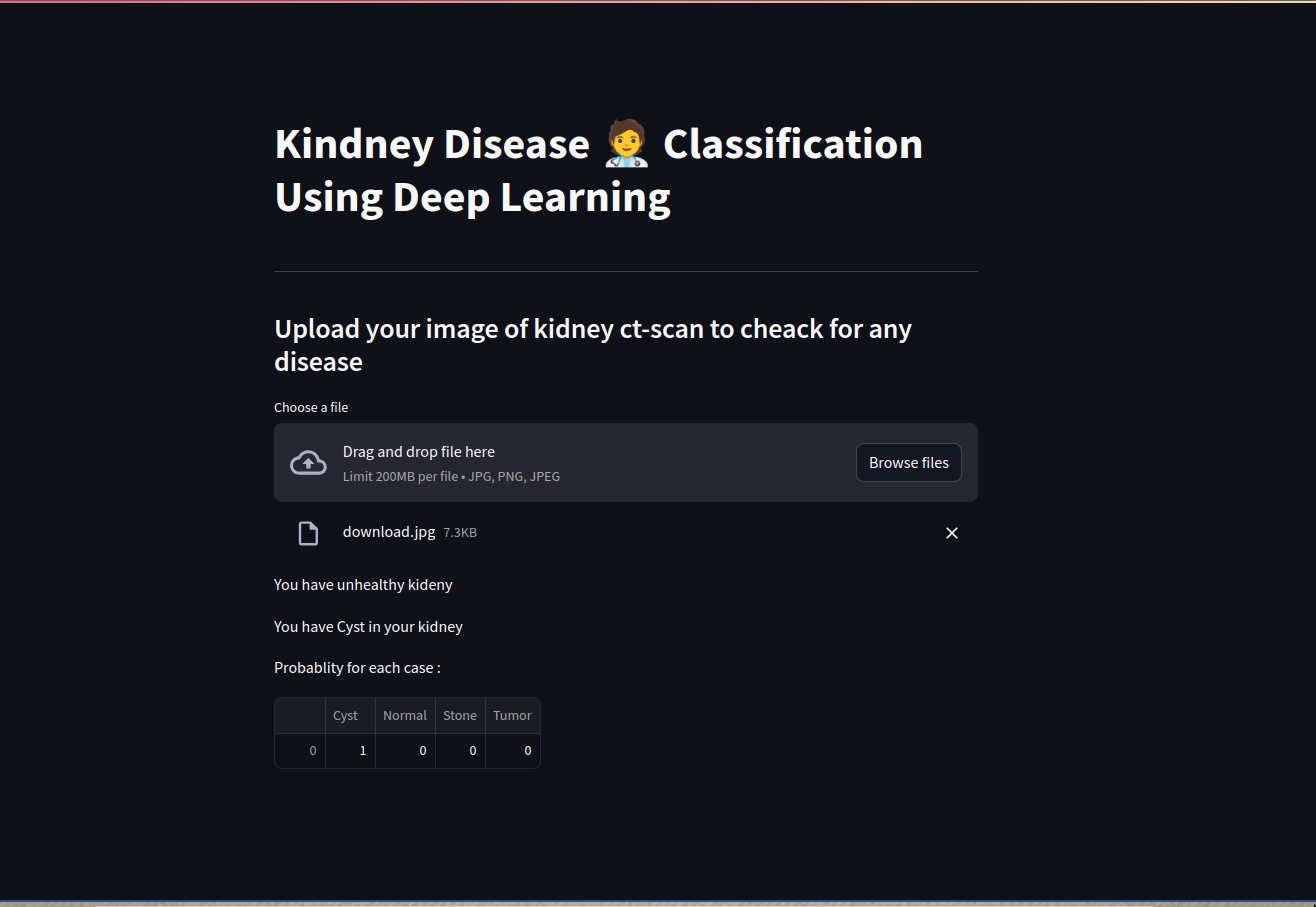 Kindney Disease 🧑‍⚕️ Classification
Using Deep Learning
Upload your image of kidney ct-scan to cheack for any
disease
Choose a file
Drag and drop file here
Limit 200MB per file • JPG, PNG, JPEG
Browse files
download.jpg 7.3KB
You have unhealthy kideny
You have Cyst in your kidney
Probablity for each case :
Cyst Normal Stone Tumor
0 1 0 0 0